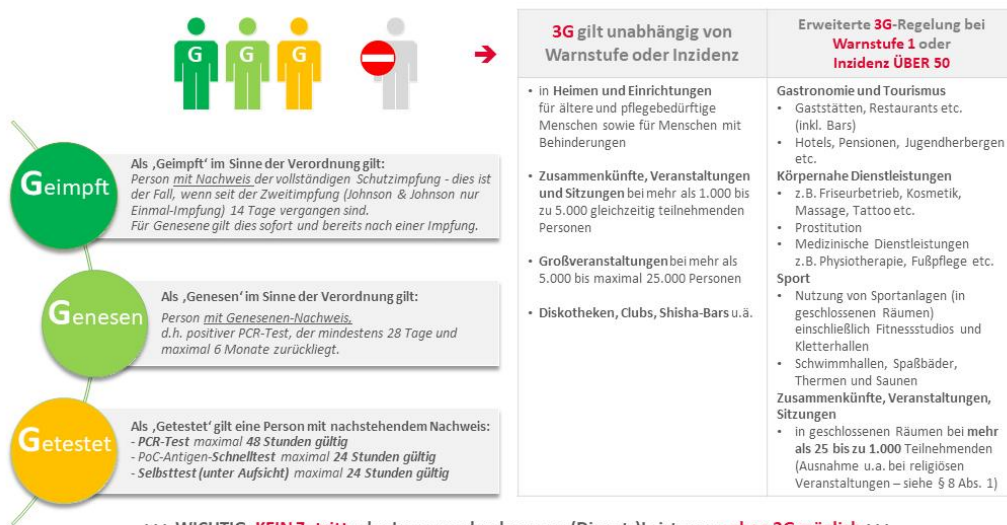 G G G
Geimpft
Als ‚Geimpft' im Sinne der Verordnung gilt:
Person mit Nachweis der vollständigen Schutzimpfung - dies ist
der Fall, wenn seit der Zweitimpfung (Johnson & Johnson nur
Einmal-Impfung) 14 Tage vergangen sind.
Für Genesene gilt dies sofort und bereits nach einer Impfung.
Genesen
Als ‚Genesen' im Sinne der Verordnung gilt:
Person mit Genesenen-Nachweis,
d.h. positiver PCR-Test, der mindestens 28 Tage und
maximal 6 Monate zurückliegt.
Getestet
Als ‚Getestet' gilt eine Person mit nachstehendem Nachweis:
- PCR-Test maximal 48 Stunden gültig
- PoC-Antigen-Schnelltest maximal 24 Stunden gültig
- Selbsttest (unter Aufsicht) maximal 24 Stunden gültig
3G gilt unabhängig von
Warnstufe oder Inzidenz
• in Heimen und Einrichtungen
für ältere und pflegebedürftige
Menschen sowie für Menschen mit
Behinderungen
• Zusammenkünfte, Veranstaltungen
und Sitzungen bei mehr als 1.000 bis
zu 5.000 gleichzeitig teilnehmenden
Personen
• Großveranstaltungen bei mehr als
5.000 bis maximal 25.000 Personen
• Diskotheken, Clubs, Shisha-Bars u.ä.
Erweiterte 3G-Regelung bei
Warnstufe 1 oder
Inzidenz ÜBER 50
Gastronomie und Tourismus
• Gaststätten, Restaurants etc.
(inkl. Bars)
• Hotels, Pensionen, Jugendherbergen
etc.
Körpernahe Dienstleistungen
• z.B. Friseurbetrieb, Kosmetik,
Massage, Tattoo etc.
• Prostitution
• Medizinische Dienstleistungen
z.B. Physiotherapie, Fußpflege etc.
Sport
• Nutzung von Sportanlagen (in
geschlossenen Räumen)
einschließlich Fitnessstudios und
Kletterhallen
• Schwimmhallen, Spaßbäder,
Thermen und Saunen
Zusammenkünfte, Veranstaltungen,
Sitzungen
• in geschlossenen Räumen bei mehr
als 25 bis zu 1.000 Teilnehmenden
(Ausnahme u.a. bei religiösen
Veranstaltungen – siehe § 8 Abs. 1)
WICHTIG KEIN Zutritt